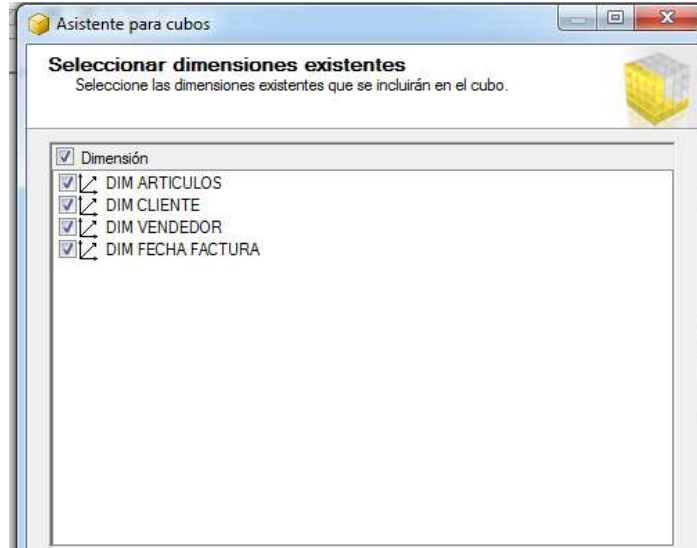 Asistente para cubos
Seleccionar dimensiones existentes
Seleccione las dimensiones existentes que se incluirán en el cubo.
Dimensión
DIM ARTICULOS
DIM CLIENTE
DIM VENDEDOR
DIM FECHA FACTURA